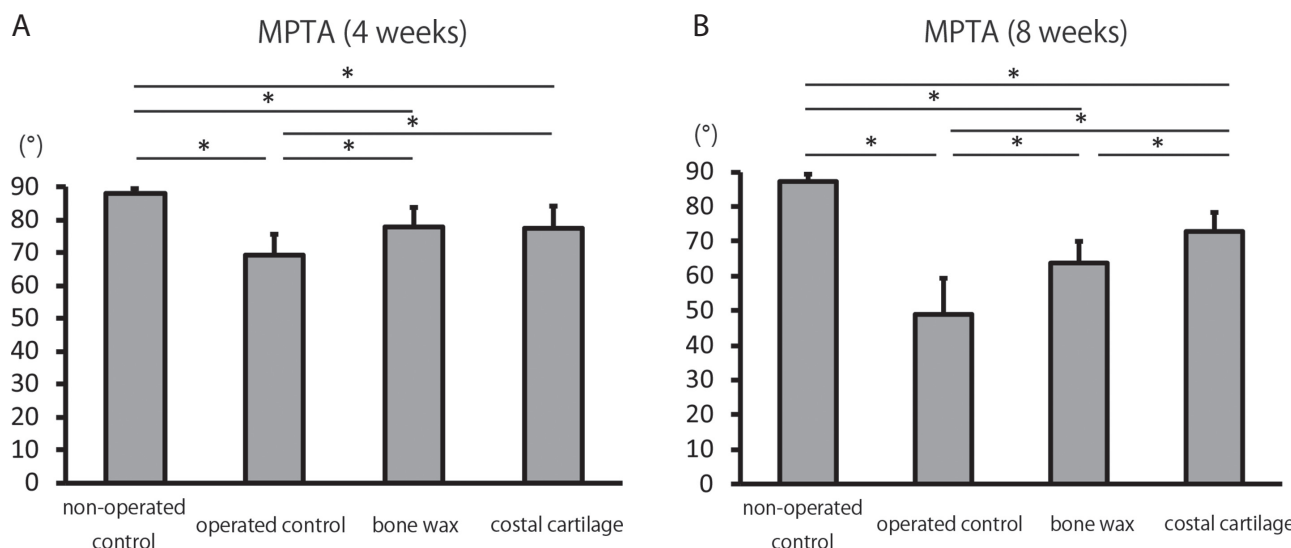 A
MPTA (4 weeks)
*
*
*
*
*
(°)
90
80
70
60
50
40
30
20
10
0
non-operated
control
operated control
bone wax
costal cartilage
B
MPTA (8 weeks)
*
*
*
*
*
*
(°)
90
80
70
60
50
40
30
20
10
0
non-operated
control
operated control
bone wax
costal cartilage